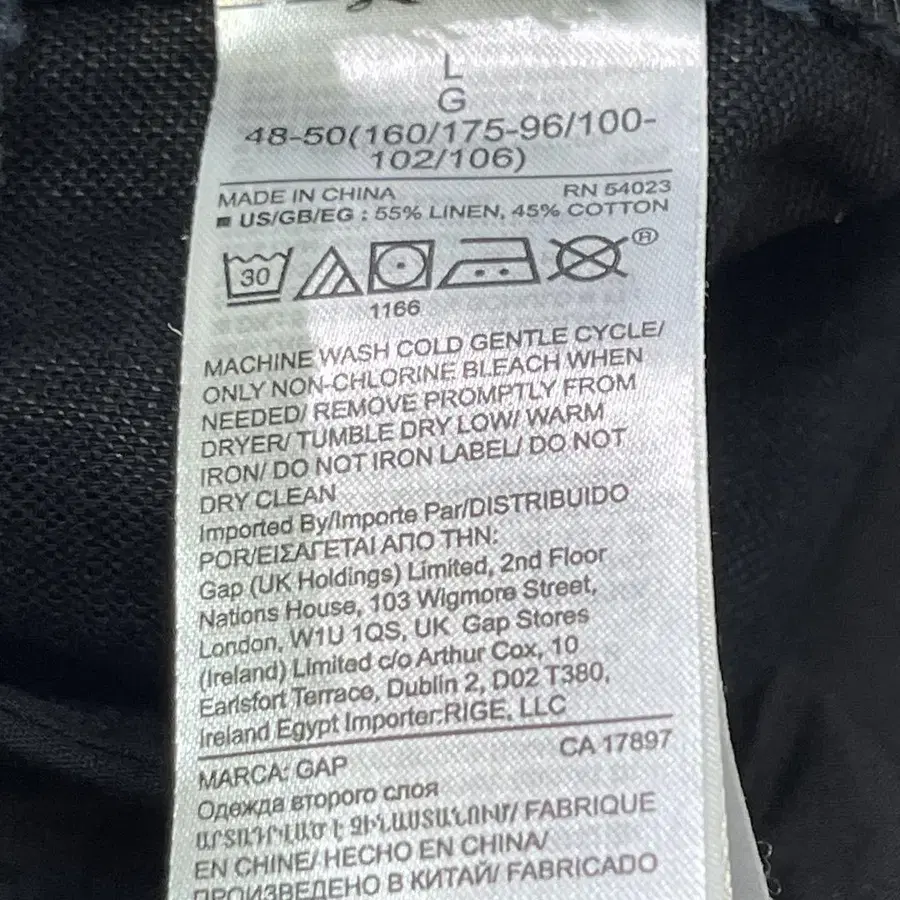 L
G
48-50(160/175-96/100-
102/106)
MADE IN CHINA RN 54023
US/GB/EG : 55% LINEN, 45% COTTON
30
®
1166
MACHINE WASH COLD GENTLE CYCLE/
ONLY NON-CHLORINE BLEACH WHEN
NEEDED/ REMOVE PROMPTLY FROM
DRYER/ TUMBLE DRY LOW/ WARM
IRON/ DO NOT IRON LABEL/ DO NOT
DRY CLEAN
Imported By/Importe Par/DISTRIBUIDO
POR/ΕΙΣΑΓΕΤΑΙ ΑΠΟ ΤΗΝ:
Gap (UK Holdings) Limited, 2nd Floor
Nations House, 103 Wigmore Street,
London, W1U 1QS, UK Gap Stores
(Ireland) Limited c/o Arthur Cox, 10
Earlsfort Terrace, Dublin 2, D02 T380,
Ireland Egypt Importer:RIGE, LLC
CA 17897
MARCA: GAP
Одежда второго слоя
ԱՐՏԱԴՐՎԱԾ Է ՉԻՆԱՍՏԱՆՈՒՄ/ FABRIQUE
EN CHINE/ HECHO EN CHINA/
ПРОИЗВЕДЕНО В КИТАЙ/ FABRICADO